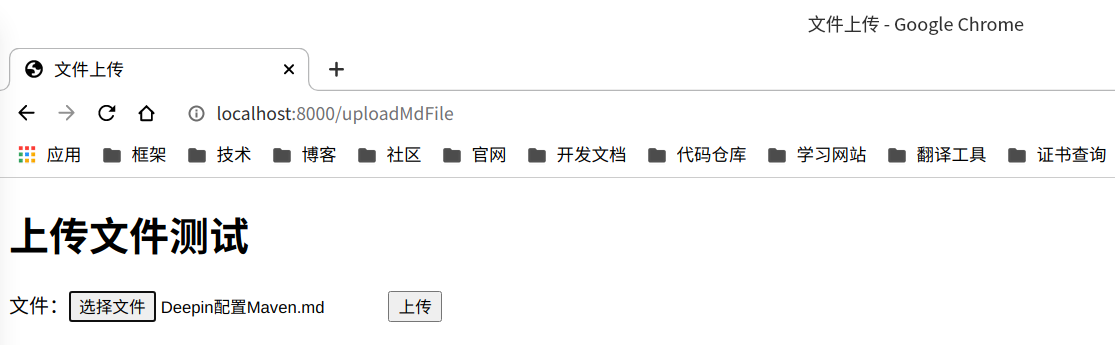 文件上传 - Google Chrome
文件上传
localhost:8000/uploadMdFile
应用 框架 技术 博客 社区 官网 开发文档 代码仓库 学习网站 翻译工具 证书查询
上传文件测试
文件：选择文件 Deepin配置Maven.md 上传